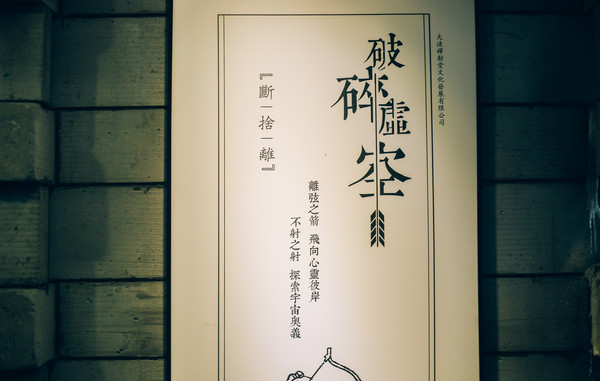 大連禪射堂文化發展有限公司
破碎虛空
離弦之箭 飛向心靈彼岸
不射之射 探索宇宙奧義
『斷｜捨｜離』